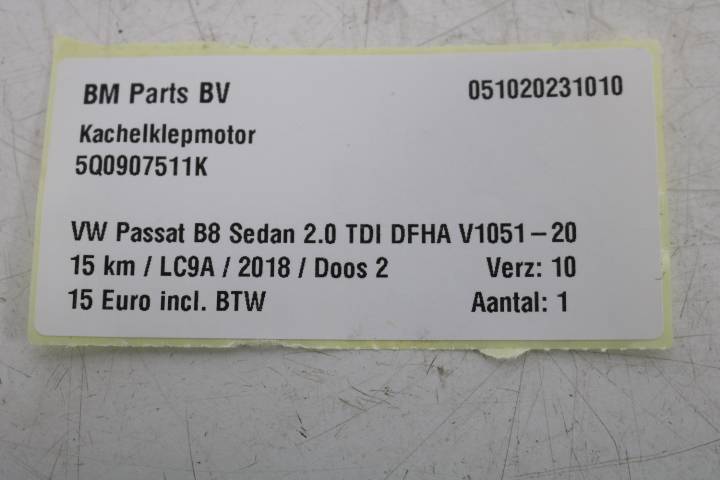 BM Parts BV 051020231010
Kachelklepmotor
5Q0907511K
VW Passat B8 Sedan 2.0 TDI DFHA V1051-20
15 km / LC9A / 2018 / Doos 2 Verz: 10
15 Euro incl. BTW Aantal: 1